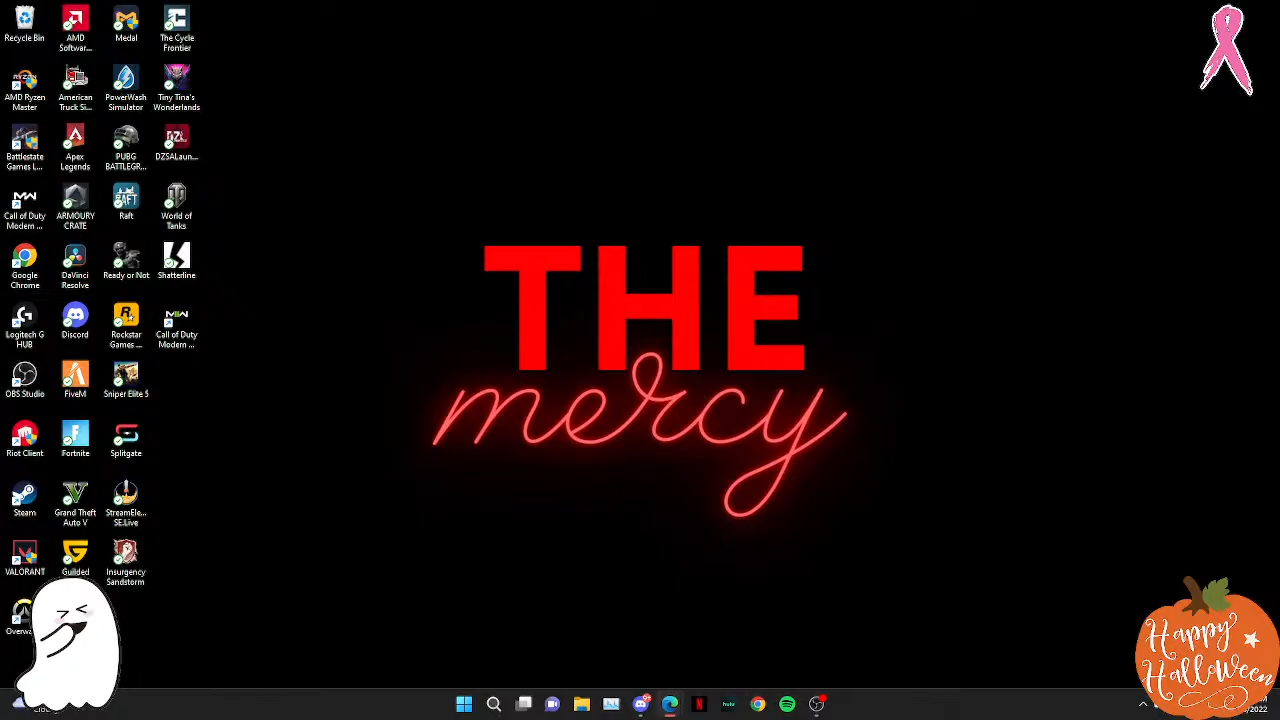 Recycle Bin
AMD
Softwar...
Medal
The Cycle
Frontier
AMD Ryzen
Master
American
Truck Si...
PowerWash
Simulator
Tiny Tina's
Wonderlands
Battlestate
Games L...
Apex
Legends
PUBG
BATTLEGR...
DZSALaun...
Call of Duty
Modern ...
ARMOURY
CRATE
Raft
World of
Tanks
Google
Chrome
DaVinci
Resolve
Ready or Not
Shatterline
Logitech G
HUB
Discord
Rockstar
Games ...
Call of Duty
Modern ...
OBS Studio
FiveM
Sniper Elite 5
Riot Client
Fortnite
Splitgate
Steam
Grand Theft
Auto V
StreamEle...
SE.Live
VALORANT
Guilded
Insurgency
Sandstorm
THE
mercy
Happy
Halloween
hulu